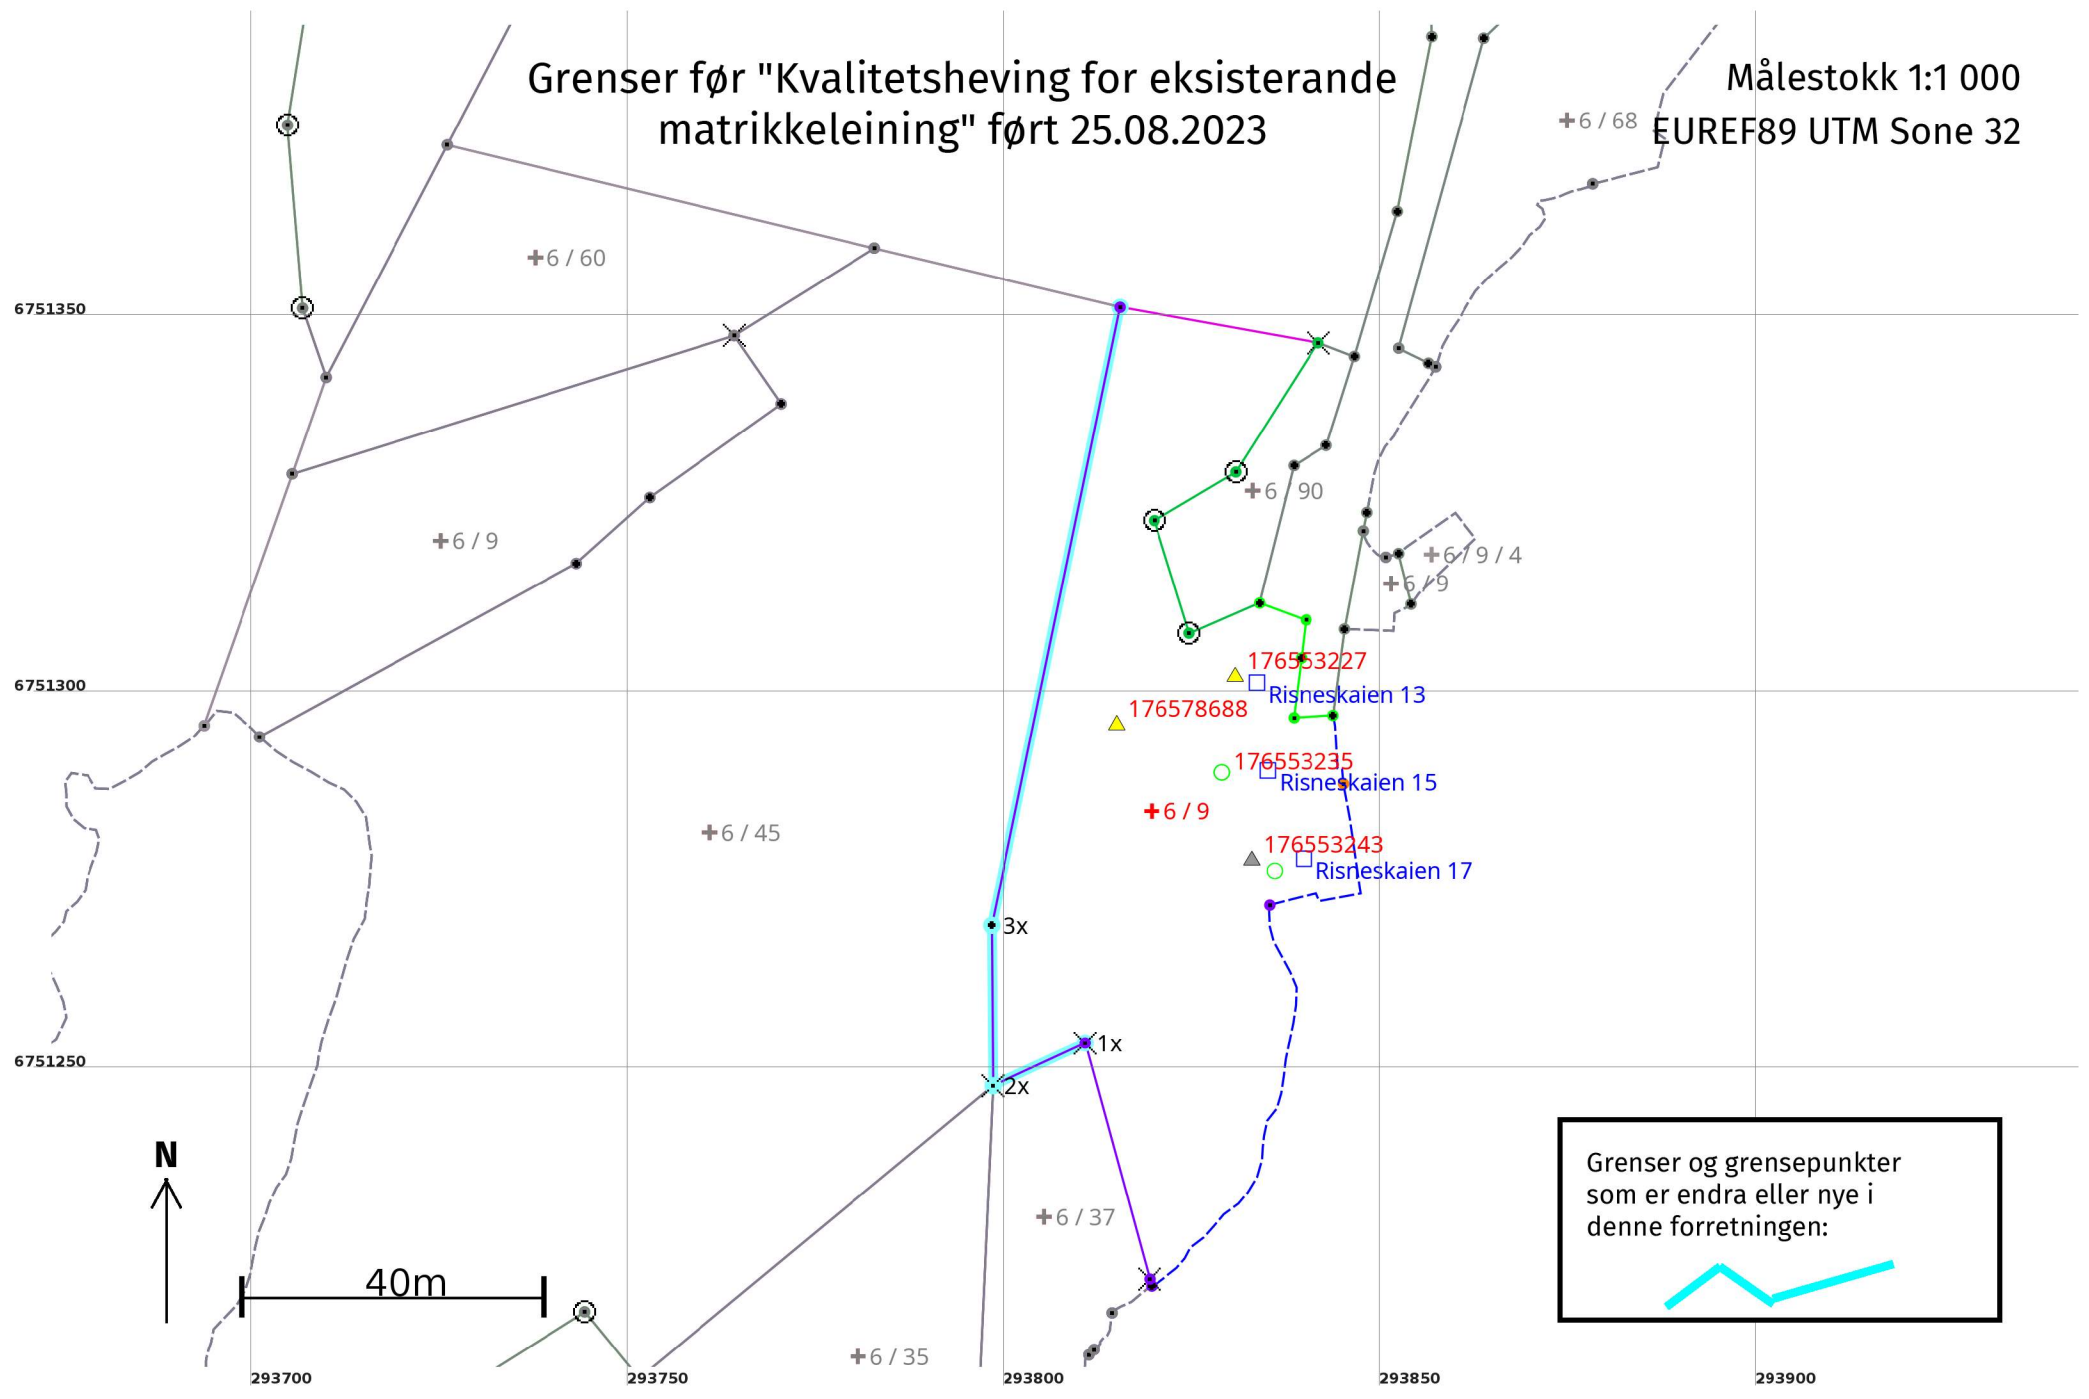 Grenser før "Kvalitetsheving for eksisterande
matrikkeleining" ført 25.08.2023
Målestokk 1:1 000
EUREF89 UTM Sone 32
6 / 68
6 / 60
6751350
6 / 90
6 / 9
6 / 9 / 4
6 / 9
176553227
6751300
Risneskaien 13
176578688
176553235
Risneskaien 15
6 / 9
6 / 45
176553243
Risneskaien 17
3x
1x
6751250
2x
N
Grenser og grensepunkter
som er endra eller nye i
denne forretningen:
6 / 37
40m
6 / 35
293700
293750
293800
293850
293900